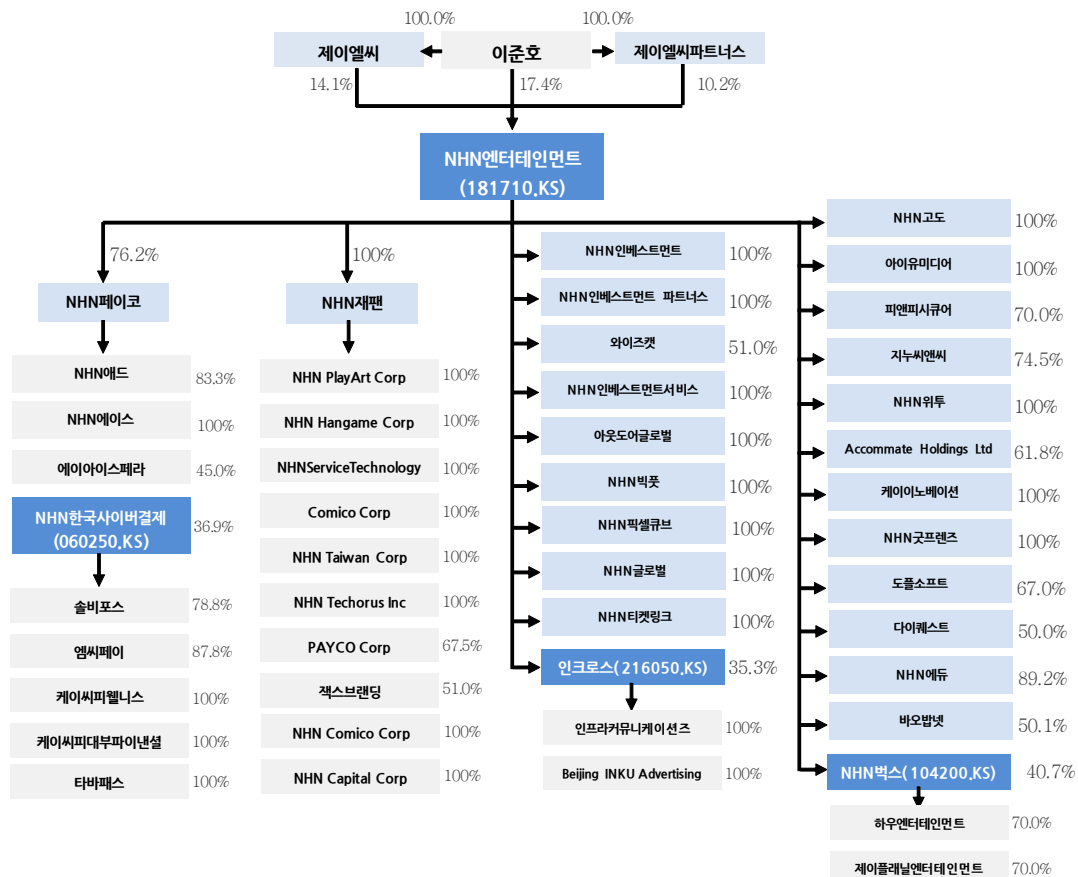 100.0%
100.0%
제이엘씨
이준호
제이엘씨파트너스
14.1%
17.4%
10.2%
NHN엔터테인먼트
(181710.KS)
76.2%
NHN페이코
NHN애드
83.3%
NHN에이스
100%
에이아이스페라
45.0%
NHN한국사이버결제
(060250.KS)
36.9%
솔비포스
78.8%
엠씨페이
87.8%
케이씨피웰니스
100%
케이씨피대부파이낸셜
100%
타바패스
100%
100%
NHN재팬
NHN PlayArt Corp
100%
NHN Hangame Corp
100%
NHNServiceTechnology
100%
Comico Corp
100%
NHN Taiwan Corp
100%
NHN Techorus Inc
100%
PAYCO Corp
67.5%
잭스브랜딩
51.0%
NHN Comico Corp
100%
NHN Capital Corp
100%
NHN인베스트먼트
100%
NHN인베스트먼트 파트너스
100%
와이즈캣
51.0%
NHN인베스트먼트서비스
100%
아웃도어글로벌
100%
NHN빅풋
100%
NHN픽셀큐브
100%
NHN글로벌
100%
NHN티켓링크
100%
인크로스(216050.KS)
35.3%
인프라커뮤니케이션즈
100%
Beijing INKU Advertising
100%
NHN고도
100%
아이유미디어
100%
피앤피시큐어
70.0%
지누씨앤씨
74.5%
NHN위투
100%
Accommate Holdings Ltd
61.8%
케이이노베이션
100%
NHN굿프렌즈
100%
도플소프트
67.0%
다이퀘스트
50.0%
NHN에듀
89.2%
바오밥넷
50.1%
NHN벅스(104200.KS)
40.7%
하우엔터테인먼트
70.0%
제이플래닛엔터테인먼트
70.0%